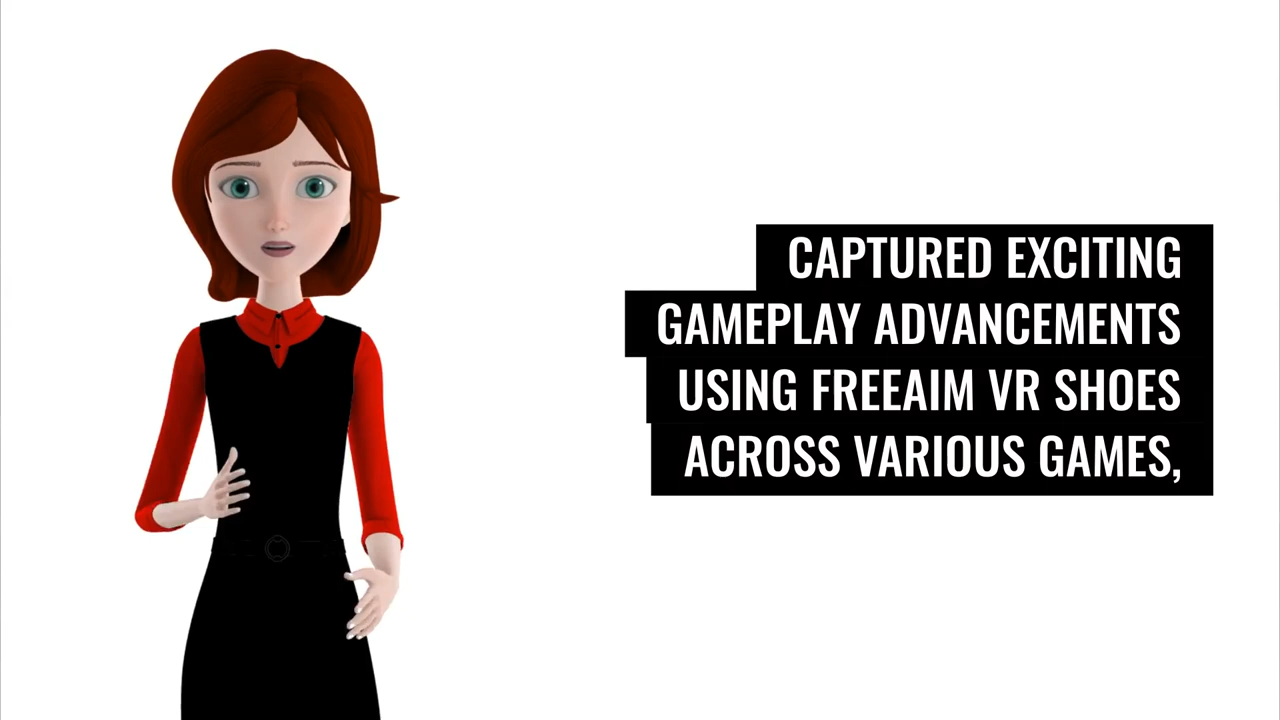 CAPTURED EXCITING
GAMEPLAY ADVANCEMENTS
USING FREEAIM VR SHOES
ACROSS VARIOUS GAMES,